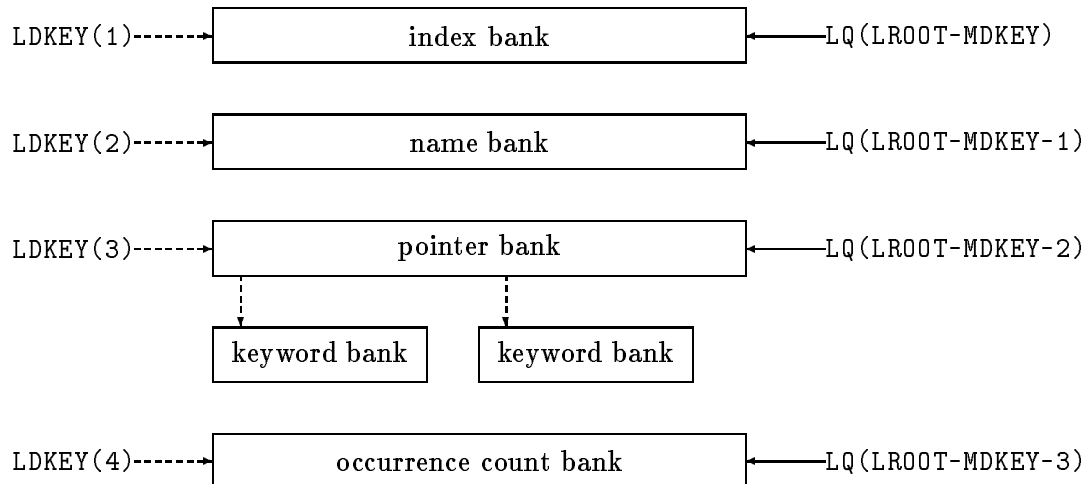 LDKEY(1) index bank LQ(LROOT-MDKEY)
LDKEY(2) name bank LQ(LROOT-MDKEY-1)
LDKEY(3) pointer bank LQ(LROOT-MDKEY-2)
keyword bank keyword bank
LDKEY(4) occurrence count bank LQ(LROOT-MDKEY-3)